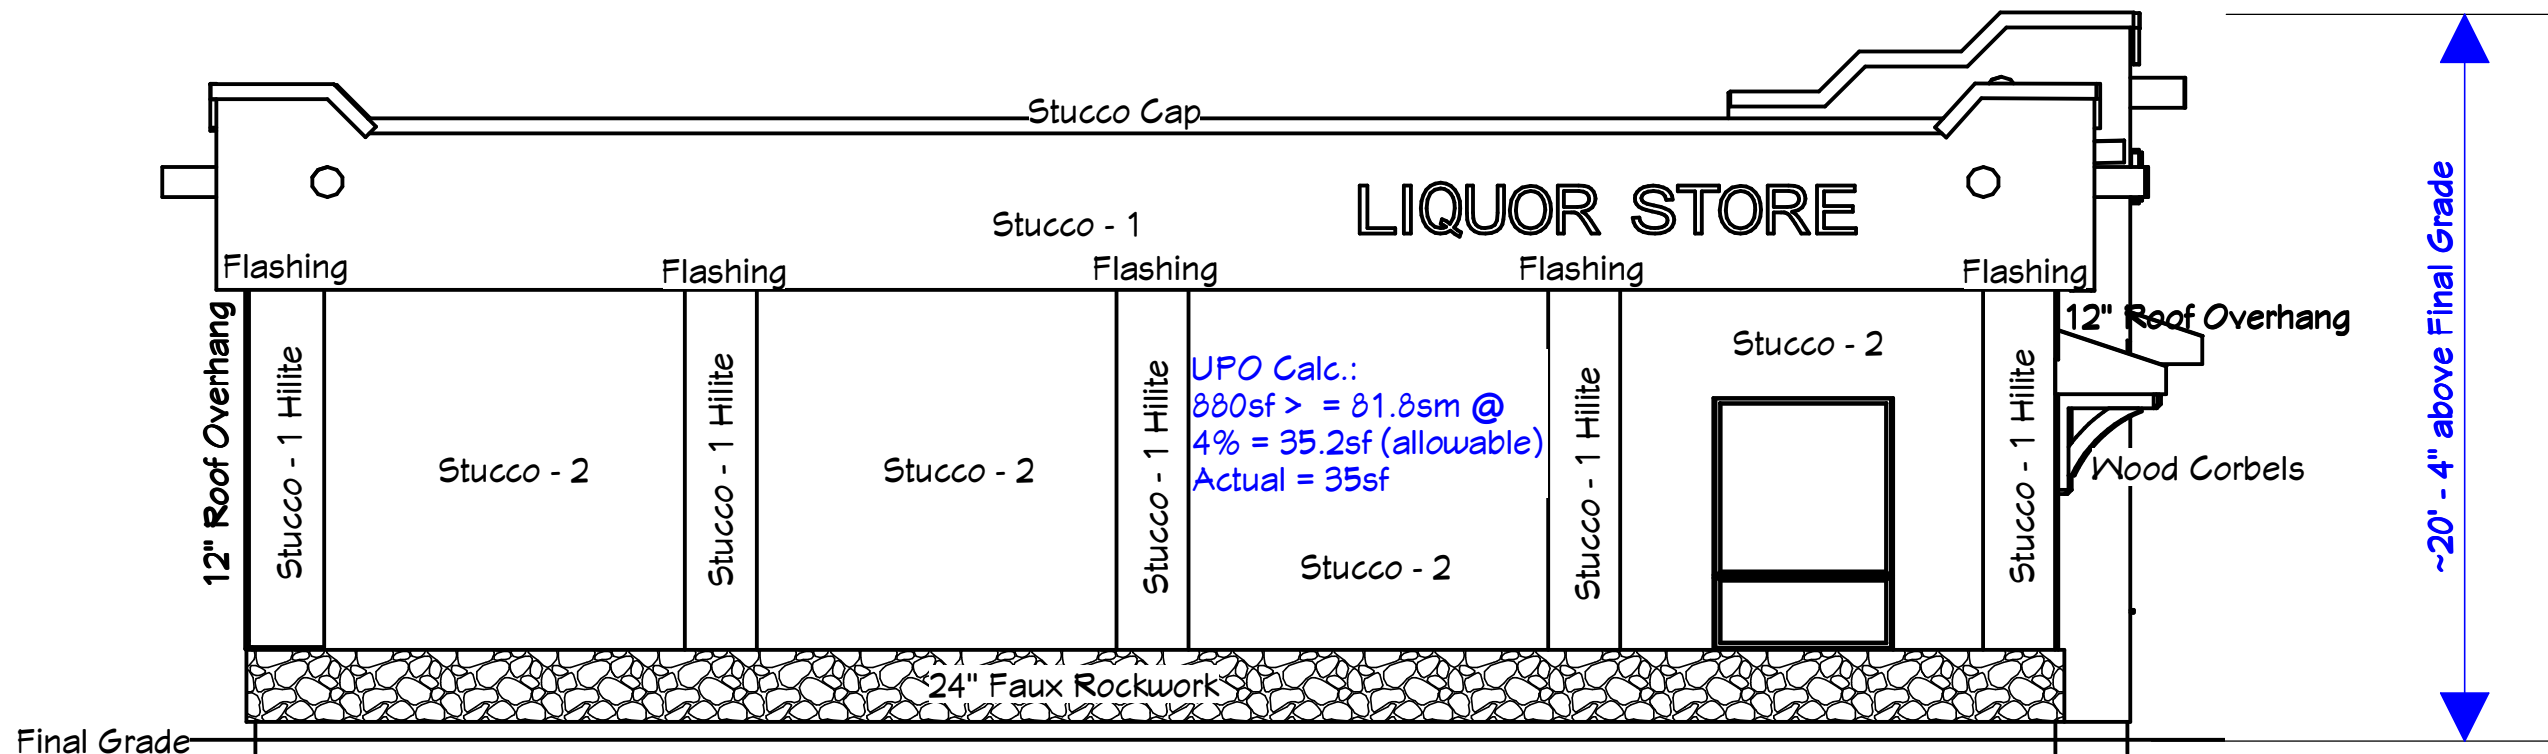 Stucco Cap
LIQUOR STORE
Stucco - 1
Flashing
Flashing
Flashing
Flashing
Flashing
12" Roof Overhang
12" Roof Overhang
Stucco - 1 Hilite
Stucco - 2
Stucco - 1 Hilite
Stucco - 2
Stucco - 1 Hilite
UPO Calc.:
880sf > = 81.8sm @
4% = 35.2sf (allowable)
Actual = 35sf
Stucco - 2
Stucco - 1 Hilite
Stucco - 2
Stucco - 1 Hilite
Wood Corbels
~20' - 4" above Final Grade
24" Faux Rockwork
Final Grade